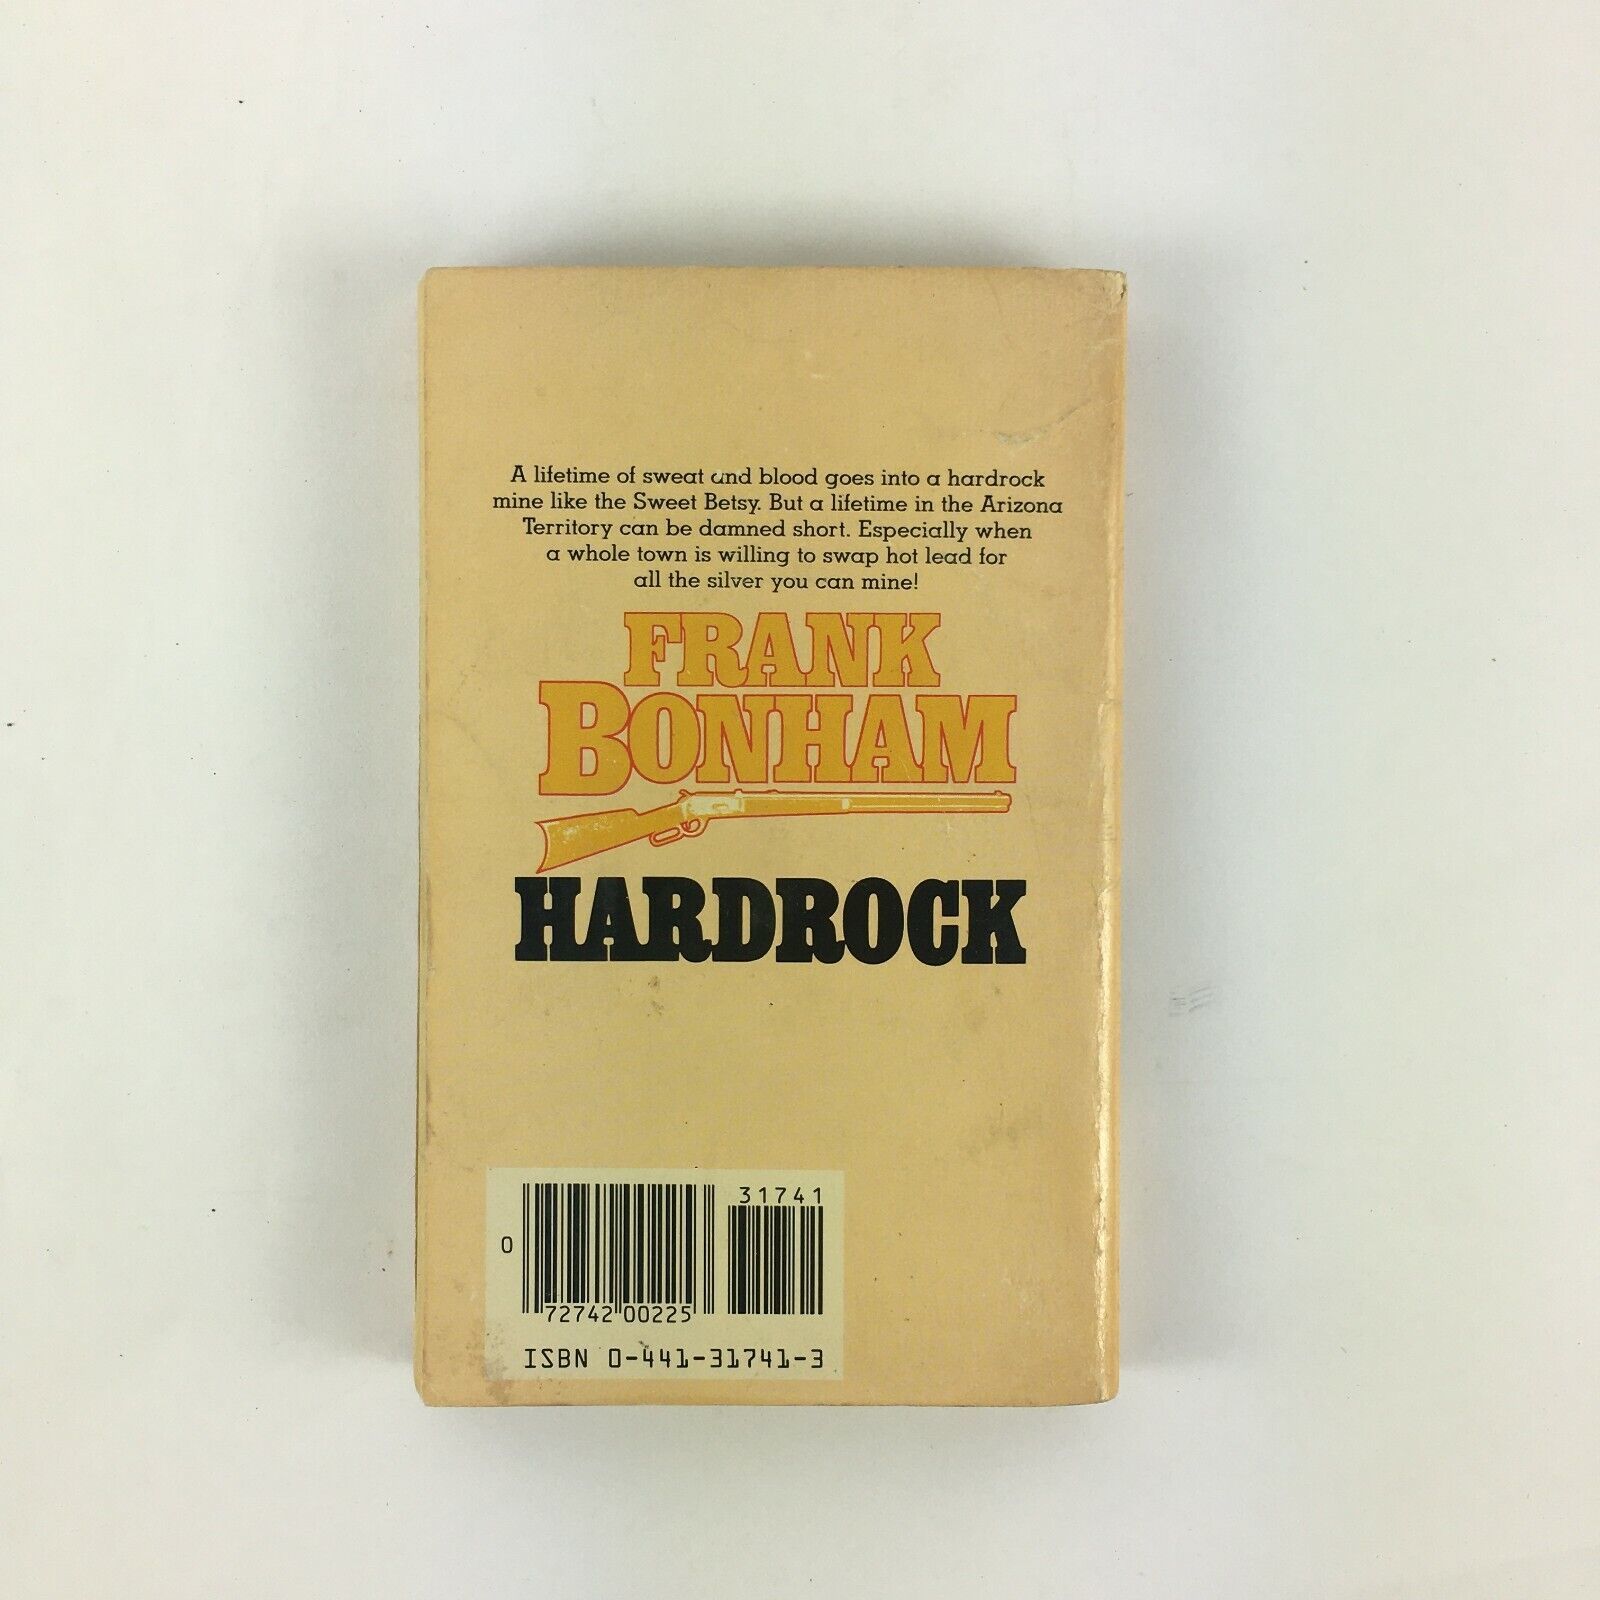 A lifetime of sweat and blood goes into a hardrock
mine like the Sweet Betsy. But a lifetime in the Arizona
Territory can be damned short. Especially when
a whole town is willing to swap hot lead for
all the silver you can mine!
FRANK
BONHAM
HARDROCK
31741
0
72742 00225
ISBN 0-441-31741-3